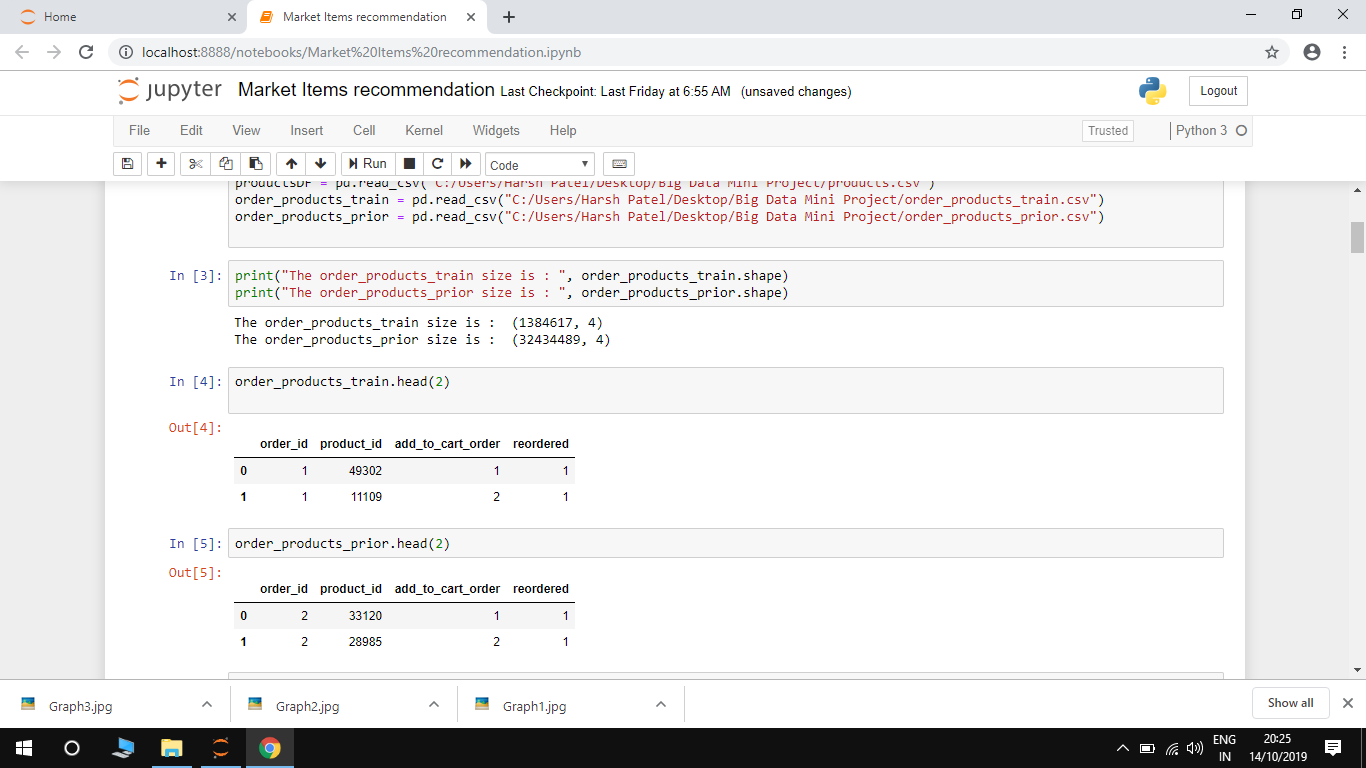 Home
Market Items recommendation
localhost:8888/notebooks/Market%20Items%20recommendation.ipynb
jupyter Market Items recommendation Last Checkpoint: Last Friday at 6:55 AM (unsaved changes)
Logout
File Edit View Insert Cell Kernel Widgets Help
Trusted
Python 3
Run
Code
productsDF = pd.read_csv("C:/Users/Harsh Patel/Desktop/Big Data Mini Project/products.csv")
order_products_train = pd.read_csv("C:/Users/Harsh Patel/Desktop/Big Data Mini Project/order_products_train.csv")
order_products_prior = pd.read_csv("C:/Users/Harsh Patel/Desktop/Big Data Mini Project/order_products_prior.csv")
In [3]: print("The order_products_train size is : ", order_products_train.shape)
print("The order_products_prior size is : ", order_products_prior.shape)
The order_products_train size is :  (1384617, 4)
The order_products_prior size is :  (32434489, 4)
In [4]: order_products_train.head(2)
Out[4]:
order_id product_id add_to_cart_order reordered
0 1 49302 1 1
1 1 11109 2 1
In [5]: order_products_prior.head(2)
Out[5]:
order_id product_id add_to_cart_order reordered
0 2 33120 1 1
1 2 28985 2 1
Graph3.jpg
Graph2.jpg
Graph1.jpg
Show all
ENG
IN
20:25
14/10/2019